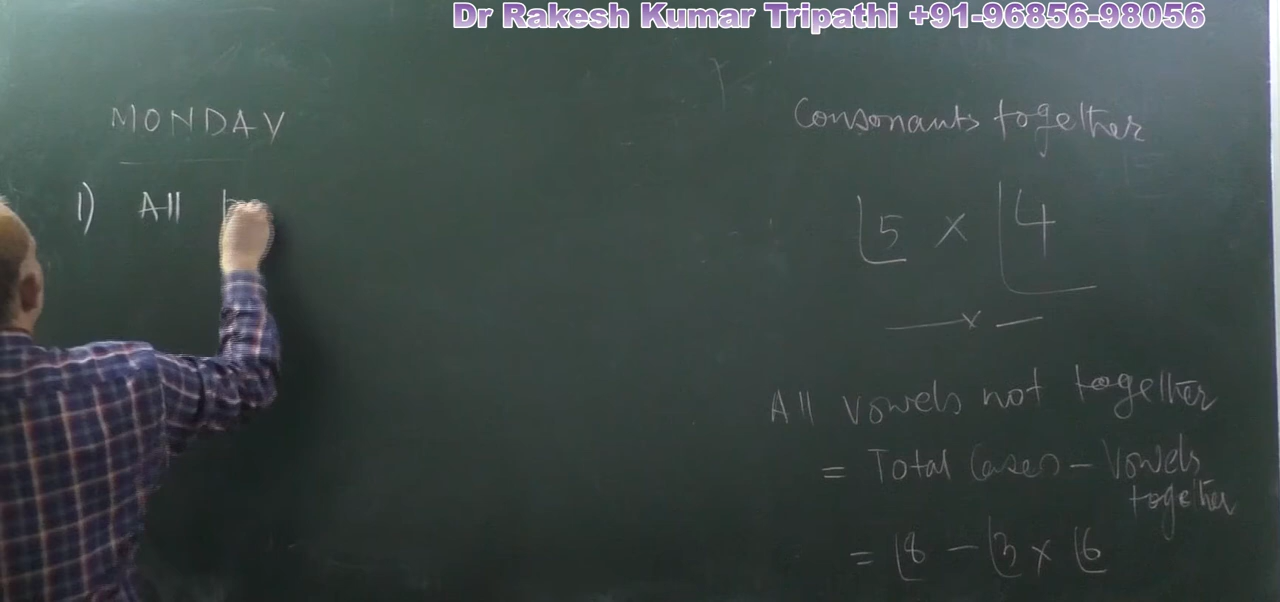 Dr Rakesh Kumar Tripathi +91-96856-98056
MONDAY
1) All
Consonants together
⌊5 × ⌊4
All vowels not together
= Total Cases - Vowels
together
= ⌊8 - ⌊3 × ⌊6